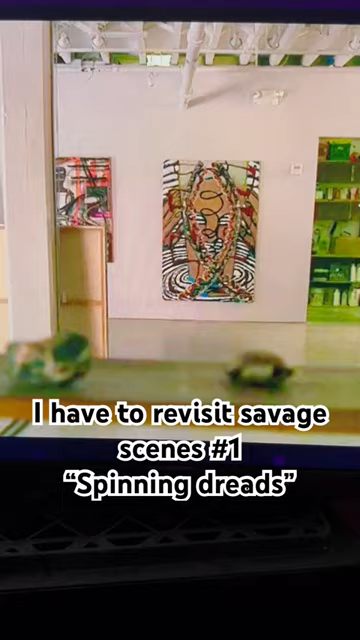 I have to revisit savage
scenes #1
“Spinning dreads”